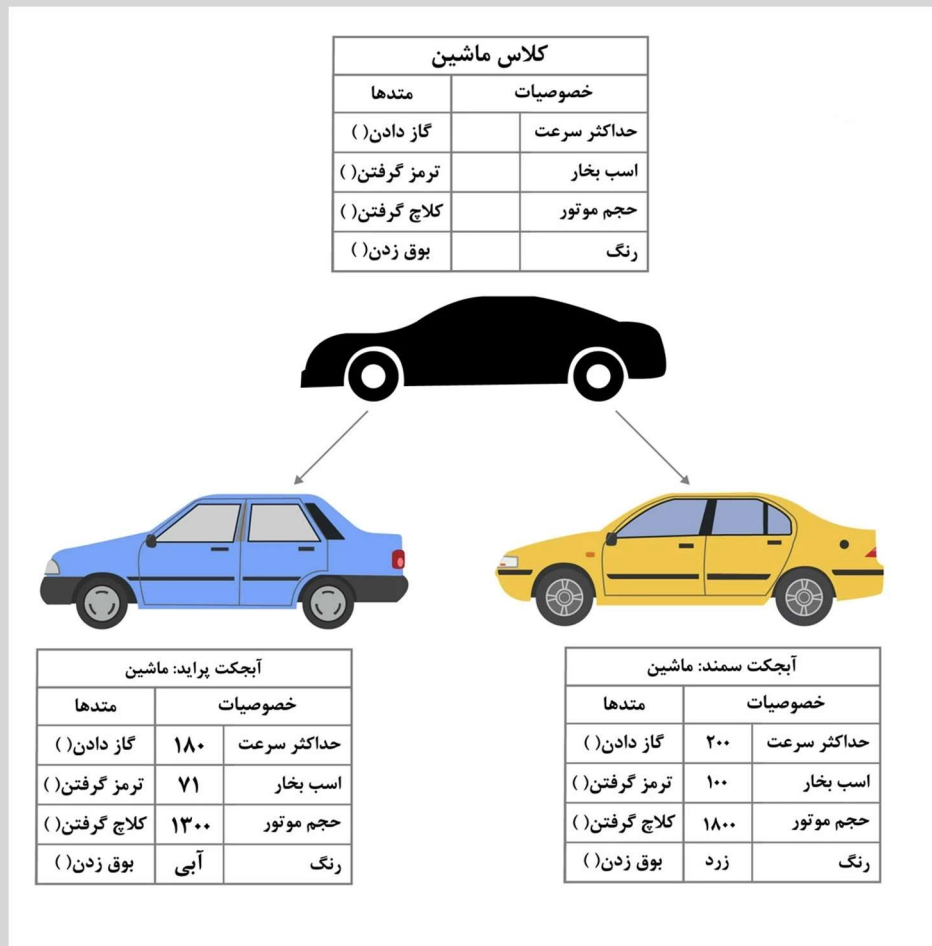 کلاس ماشین
خصوصیات متدها
حداکثر سرعت گاز دادن( )
اسب بخار ترمز گرفتن( )
حجم موتور کلاچ گرفتن( )
رنگ بوق زدن( )
آبجکت سمند: ماشین
خصوصیات متدها
حداکثر سرعت ۲۰۰ گاز دادن( )
اسب بخار ۱۰۰ ترمز گرفتن( )
حجم موتور ۱۸۰۰ کلاچ گرفتن( )
رنگ زرد بوق زدن( )
آبجکت پراید: ماشین
خصوصیات متدها
حداکثر سرعت ۱۸۰ گاز دادن( )
اسب بخار ۷۱ ترمز گرفتن( )
حجم موتور ۱۳۰۰ کلاچ گرفتن( )
رنگ آبی بوق زدن( )